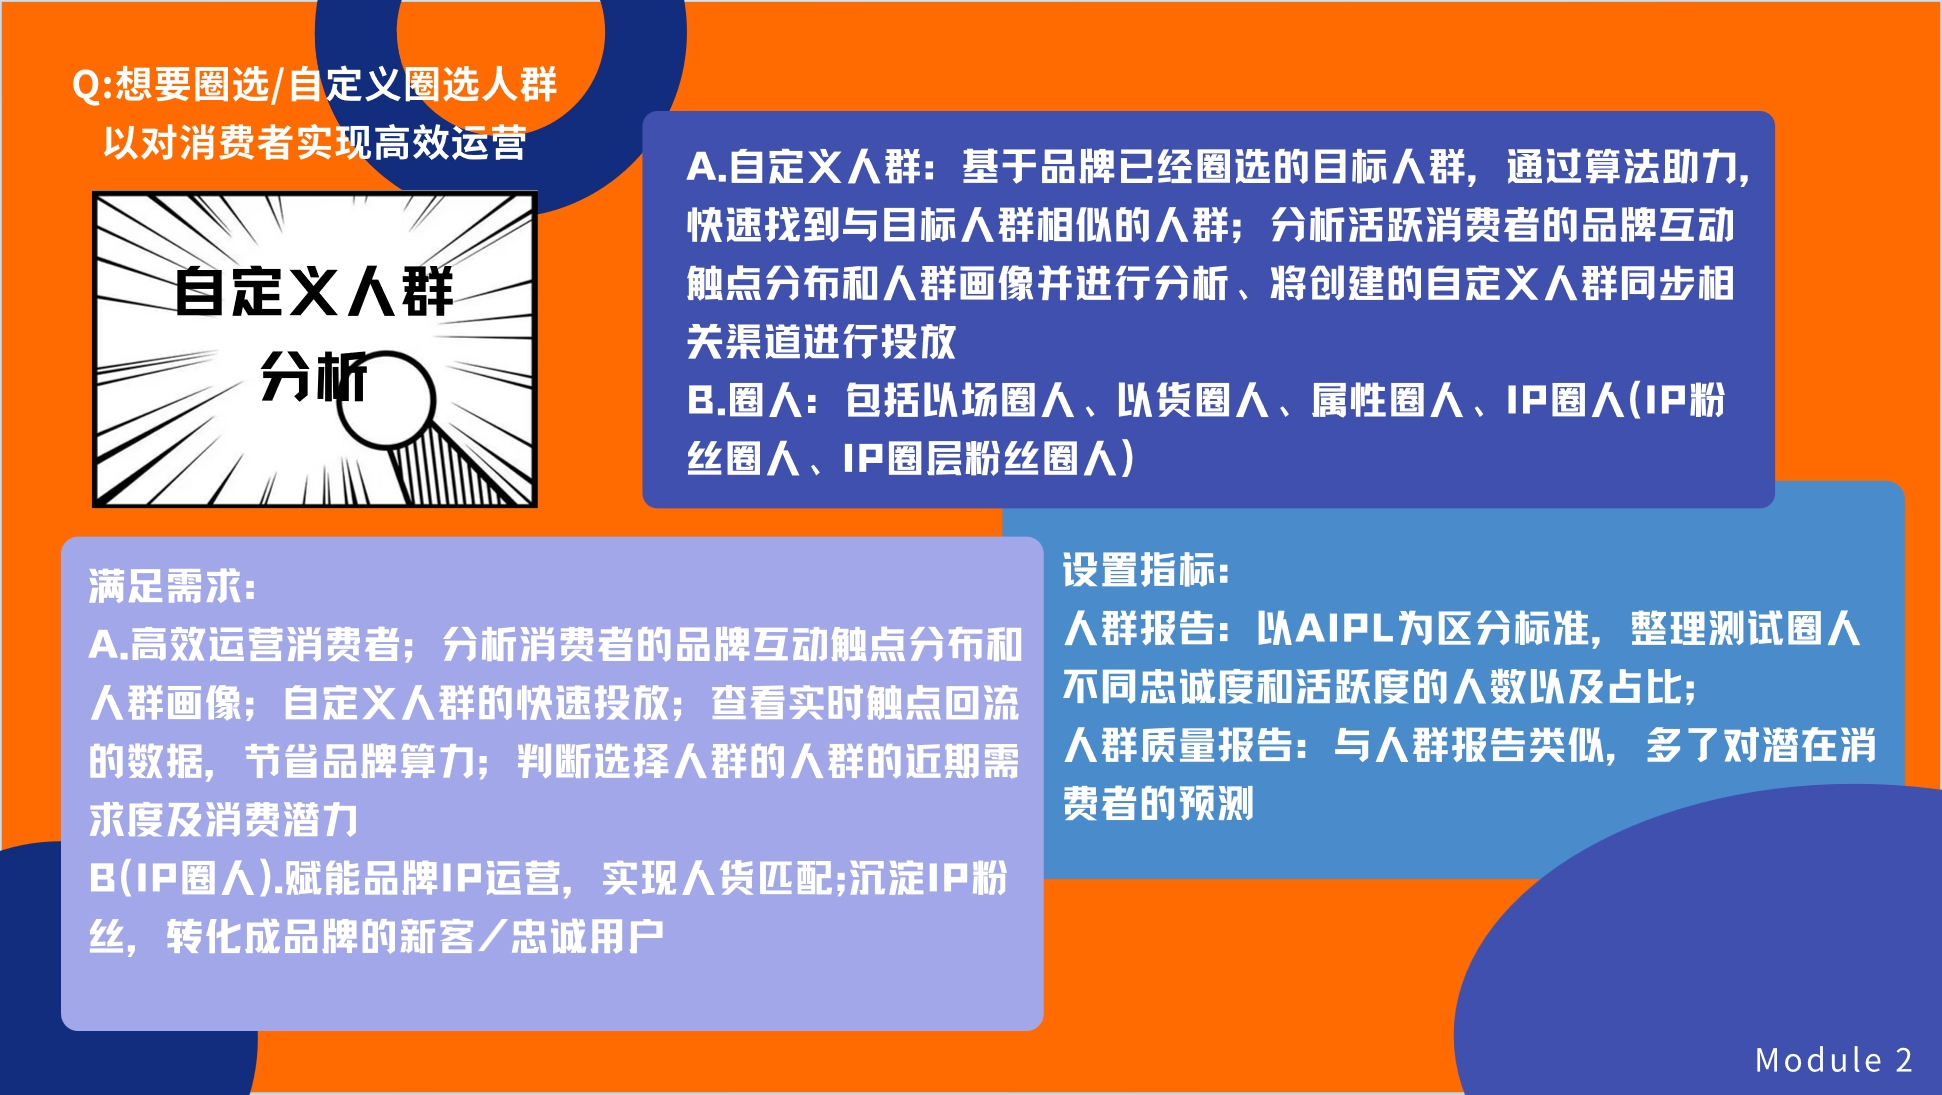 Q:想要圈选/自定义圈选人群
以对消费者实现高效运营
自定义人群
分析
A.自定义人群：基于品牌已经圈选的目标人群，通过算法助力，
快速找到与目标人群相似的人群；分析活跃消费者的品牌互动
触点分布和人群画像并进行分析、将创建的自定义人群同步相
关渠道进行投放
B.圈人：包括以场圈人、以货圈人、属性圈人、IP圈人(IP粉
丝圈人、IP圈层粉丝圈人)
满足需求：
A.高效运营消费者；分析消费者的品牌互动触点分布和
人群画像；自定义人群的快速投放；查看实时触点回流
的数据，节省品牌算力；判断选择人群的人群的近期需
求度及消费潜力
B(IP圈人).赋能品牌IP运营，实现人货匹配;沉淀IP粉
丝，转化成品牌的新客/忠诚用户
设置指标：
人群报告：以AIPL为区分标准，整理测试圈人
不同忠诚度和活跃度的人数以及占比；
人群质量报告：与人群报告类似，多了对潜在消
费者的预测
Module 2